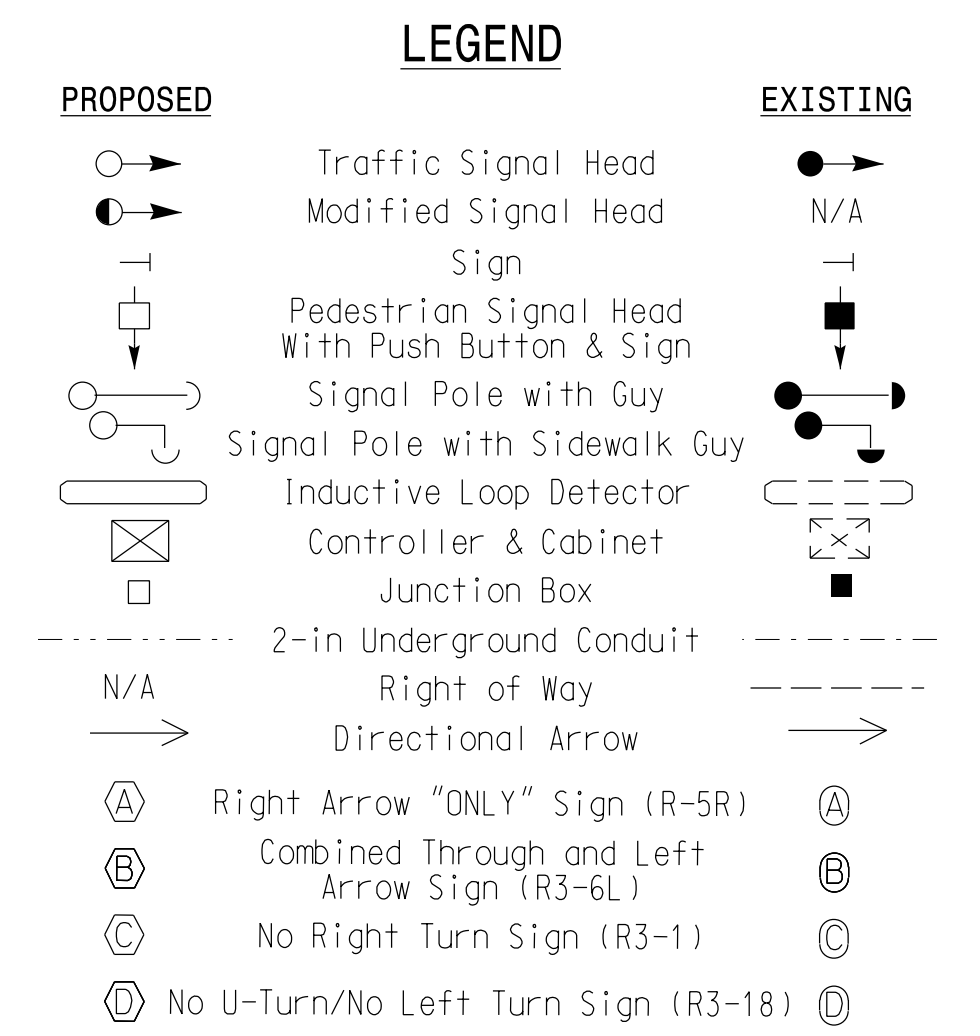 LEGEND
PROPOSED EXISTING
Traffic Signal Head
Modified Signal Head N/A
Sign
Pedestrian Signal Head
With Push Button & Sign
Signal Pole with Guy
Signal Pole with Sidewalk Guy
Inductive Loop Detector
Controller & Cabinet
Junction Box
2-in Underground Conduit
N/A Right of Way
Directional Arrow
A Right Arrow "ONLY" Sign (R-5R) A
Combined Through and Left
B Arrow Sign (R3-6L) B
C No Right Turn Sign (R3-1) C
D No U-Turn/No Left Turn Sign (R3-18) D